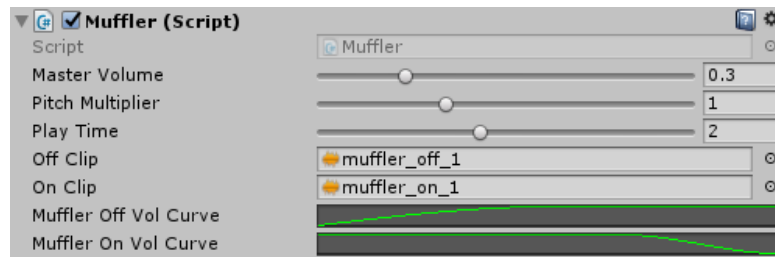 Muffler (Script)
Script Muffler
Master Volume 0.3
Pitch Multiplier 1
Play Time 2
Off Clip muffler_off_1
On Clip muffler_on_1
Muffler Off Vol Curve
Muffler On Vol Curve